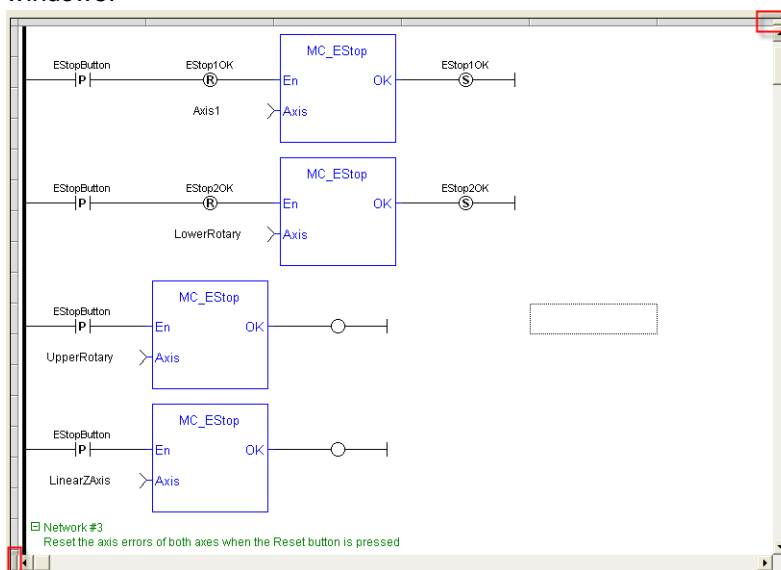 MC_EStop
EStopButton EStop1OK EStop1OK
P R En OK S
Axis1 Axis
MC_EStop
EStopButton EStop2OK EStop2OK
P R En OK S
LowerRotary Axis
MC_EStop
EStopButton
P En OK
UpperRotary Axis
MC_EStop
EStopButton
P En OK
LinearZAxis Axis
Network #3
Reset the axis errors of both axes when the Reset button is pressed